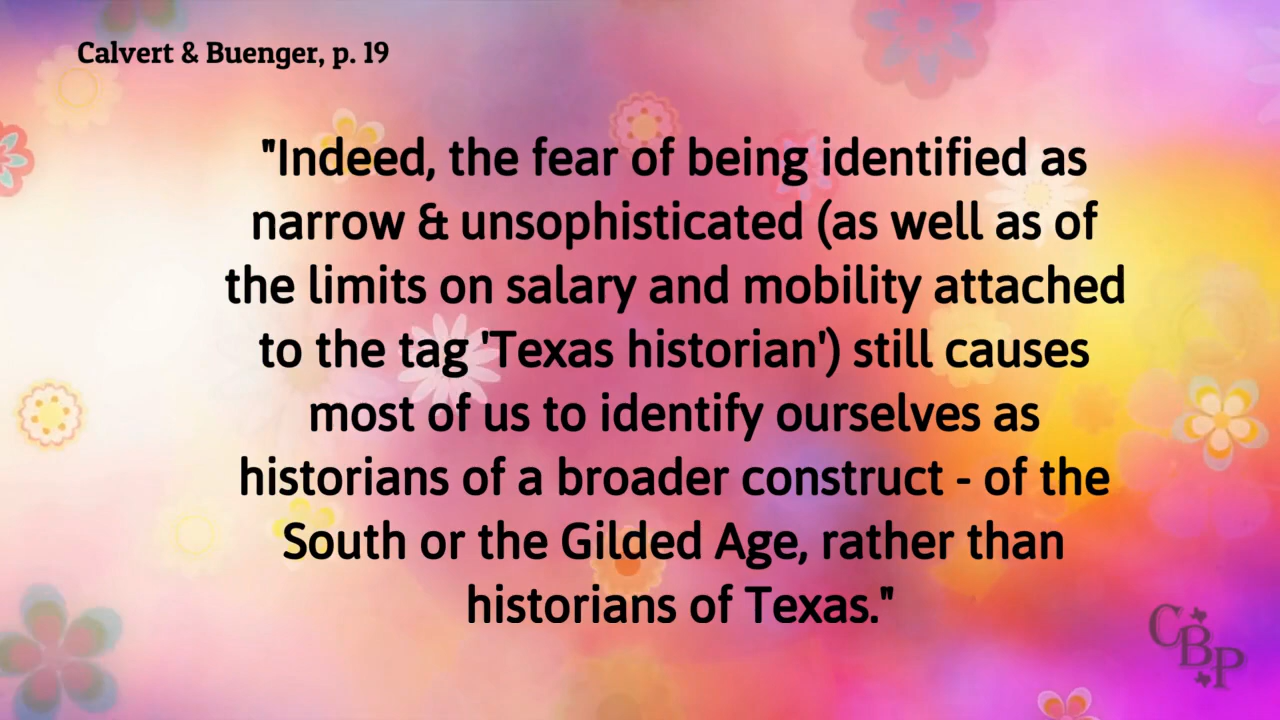 Calvert & Buenger, p. 19
"Indeed, the fear of being identified as
narrow & unsophisticated (as well as of
the limits on salary and mobility attached
to the tag 'Texas historian') still causes
most of us to identify ourselves as
historians of a broader construct - of the
South or the Gilded Age, rather than
historians of Texas."
CBP